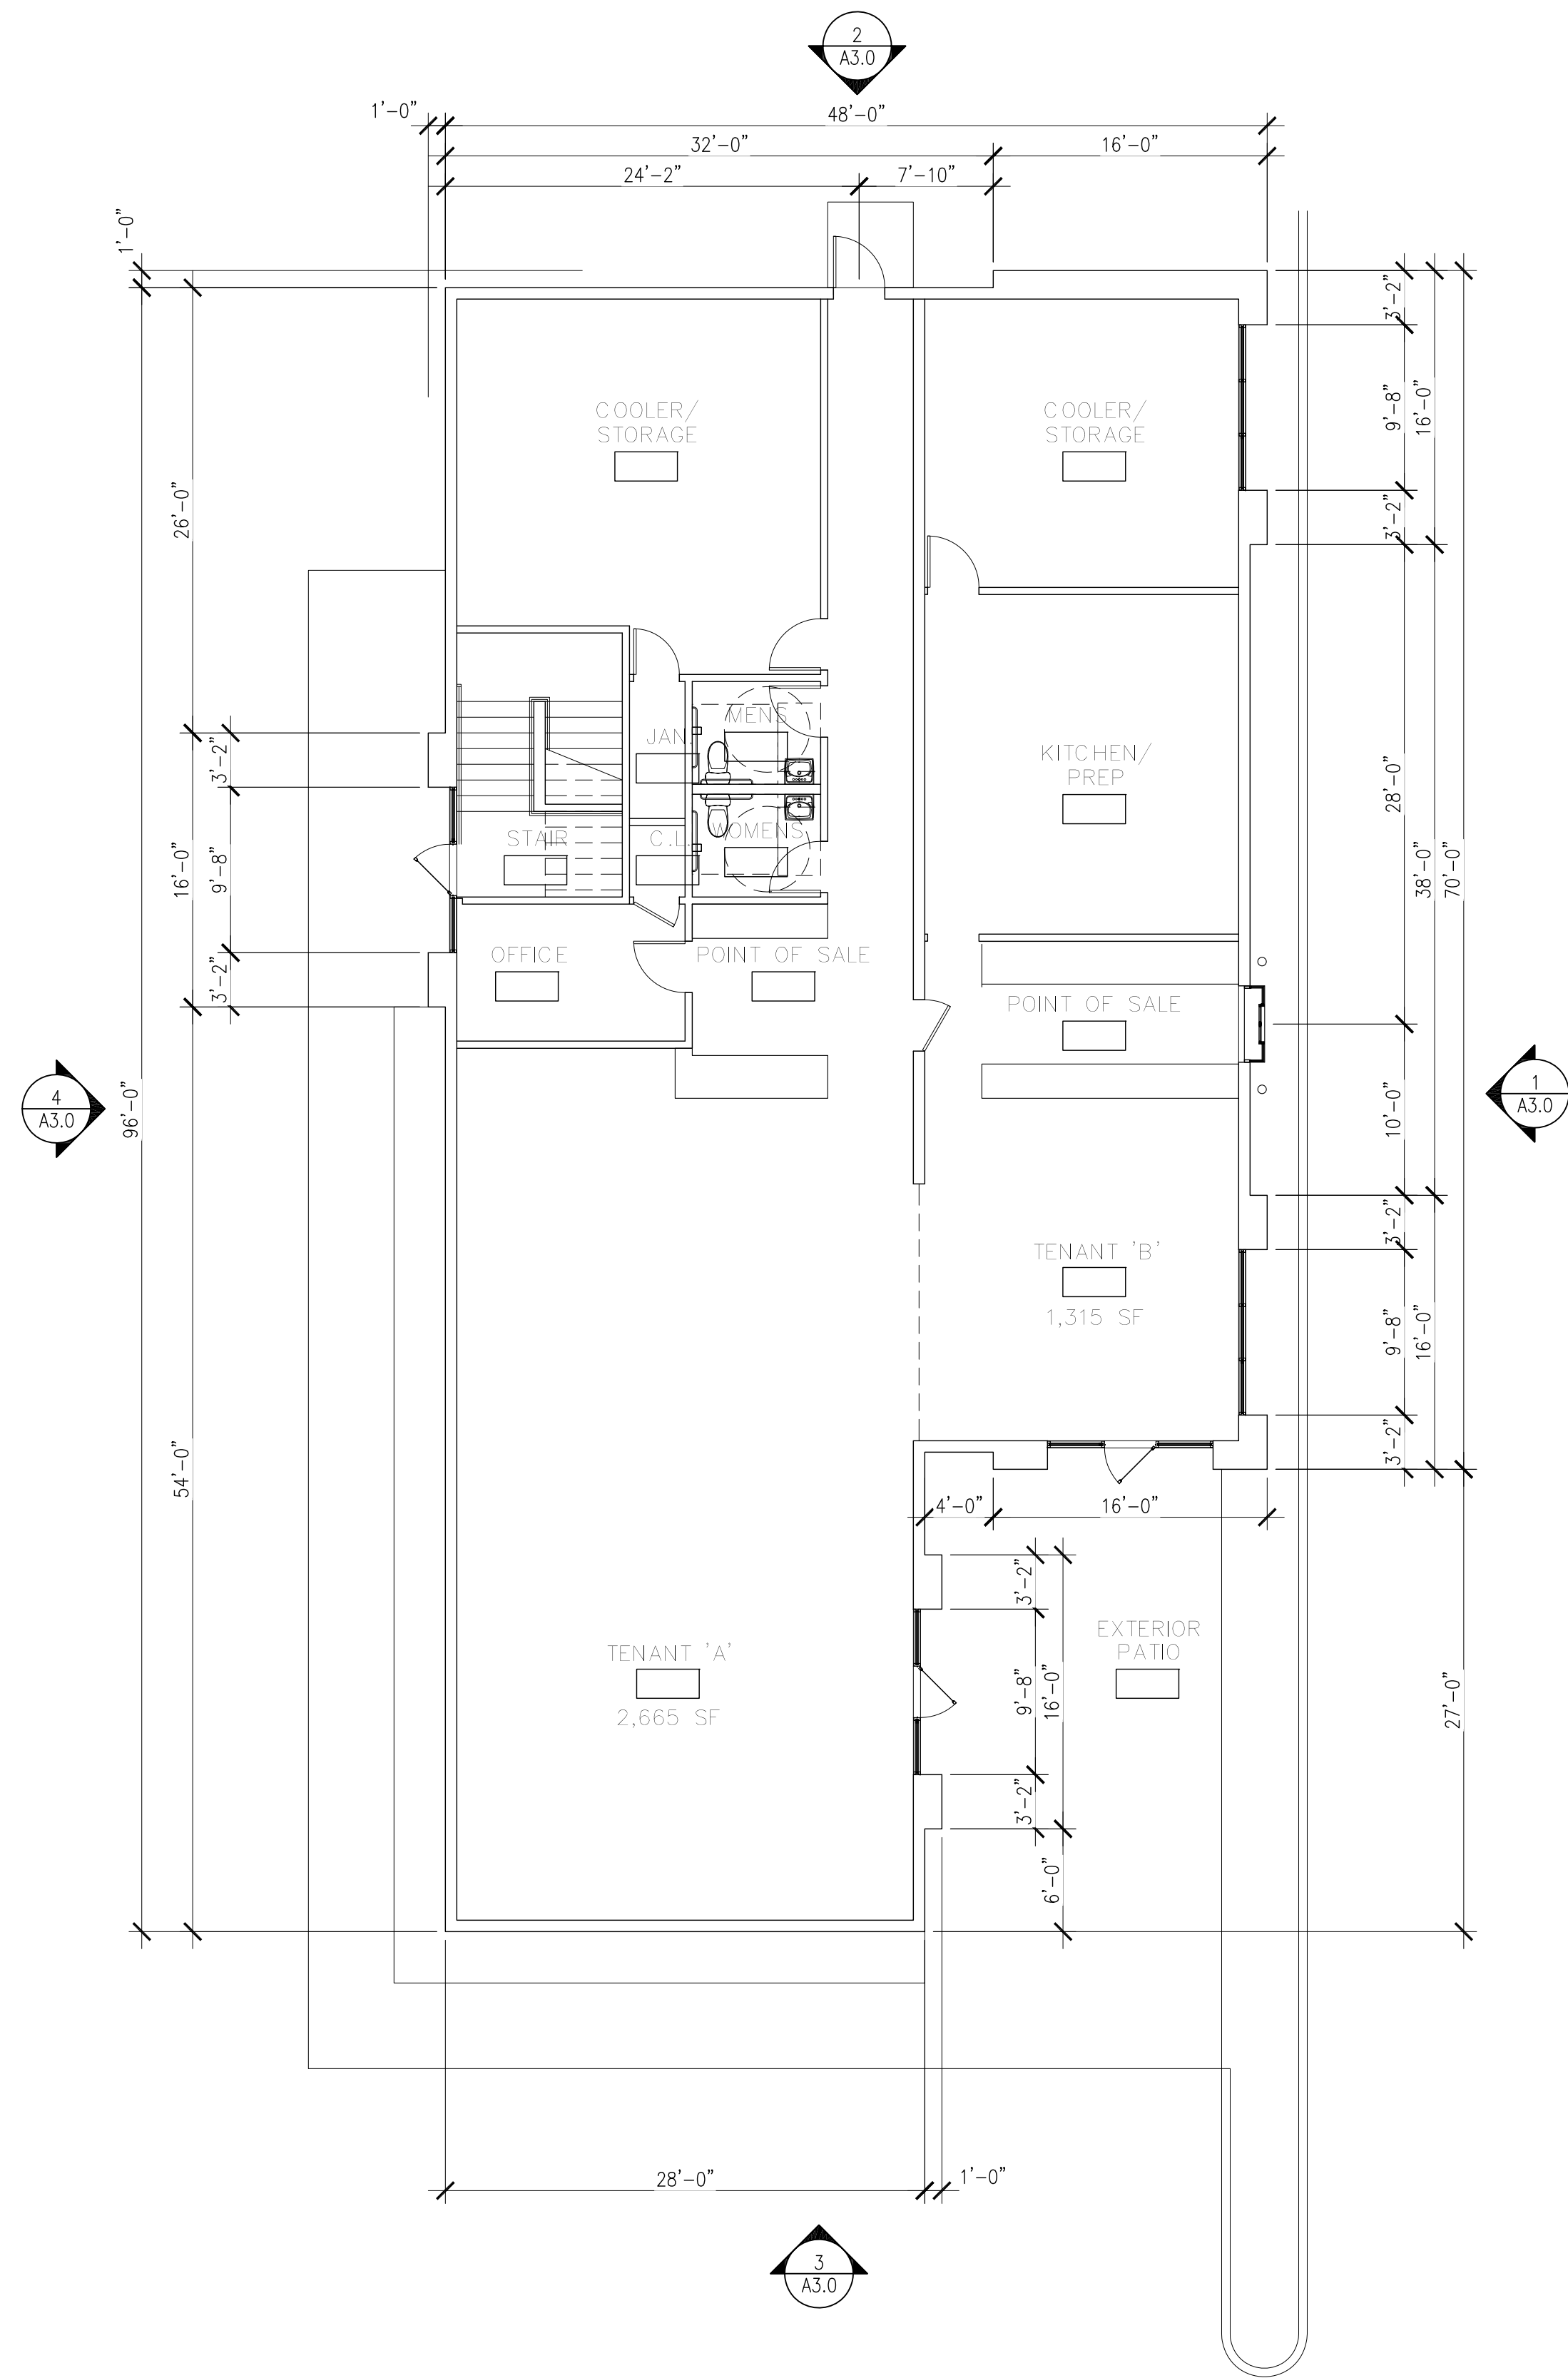 2
A3.0
1'-0"
48'-0"
32'-0"
16'-0"
24'-2"
7'-10"
1'-0"
3'-2"
9'-8"
16'-0"
3'-2"
COOLER/
STORAGE
COOLER/
STORAGE
26'-0"
MENS
JAN.
KITCHEN/
PREP
3'-2"
28'-0"
STAIR
C.L.
WOMENS
16'-0"
9'-8"
38'-0"
70'-0"
OFFICE
POINT OF SALE
3'-2"
POINT OF SALE
4
A3.0
96'-0"
1
A3.0
10'-0"
3'-2"
TENANT 'B'
1,315 SF
9'-8"
16'-0"
54'-0"
3'-2"
4'-0"
16'-0"
3'-2"
EXTERIOR
PATIO
TENANT 'A'
2,665 SF
9'-8"
16'-0"
27'-0"
3'-2"
6'-0"
28'-0"
1'-0"
3
A3.0